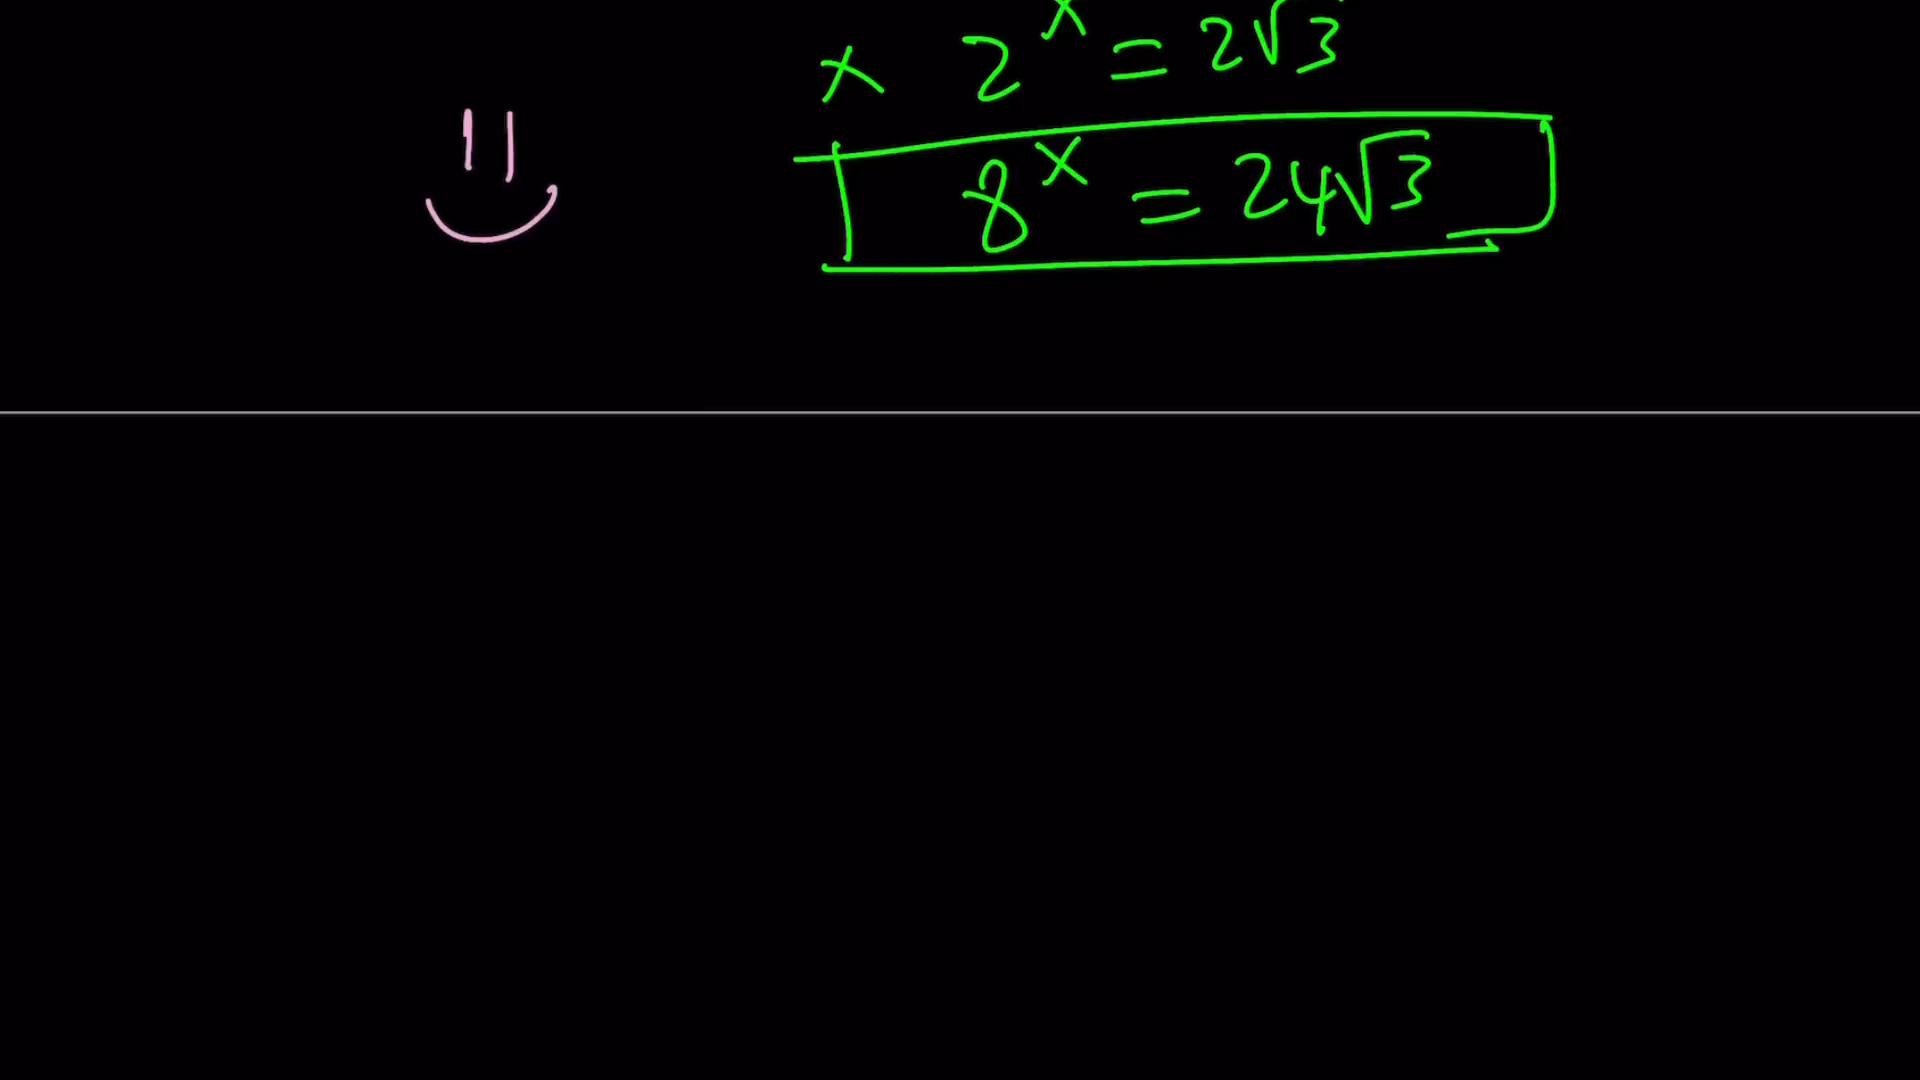 x 2^x = 2√3
8^x = 24√3